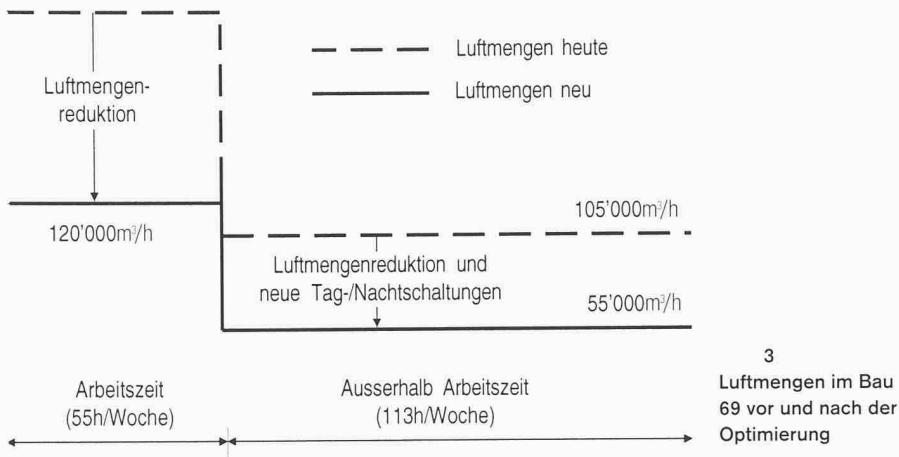 Luftmengen heute
Luftmengen neu
Luftmengen-
reduktion
120'000m³/h
105'000m³/h
Luftmengenreduktion und
neue Tag-/Nachtschaltungen
55'000m³/h
Arbeitszeit
(55h/Woche)
Ausserhalb Arbeitszeit
(113h/Woche)
3
Luftmengen im Bau
69 vor und nach der
Optimierung